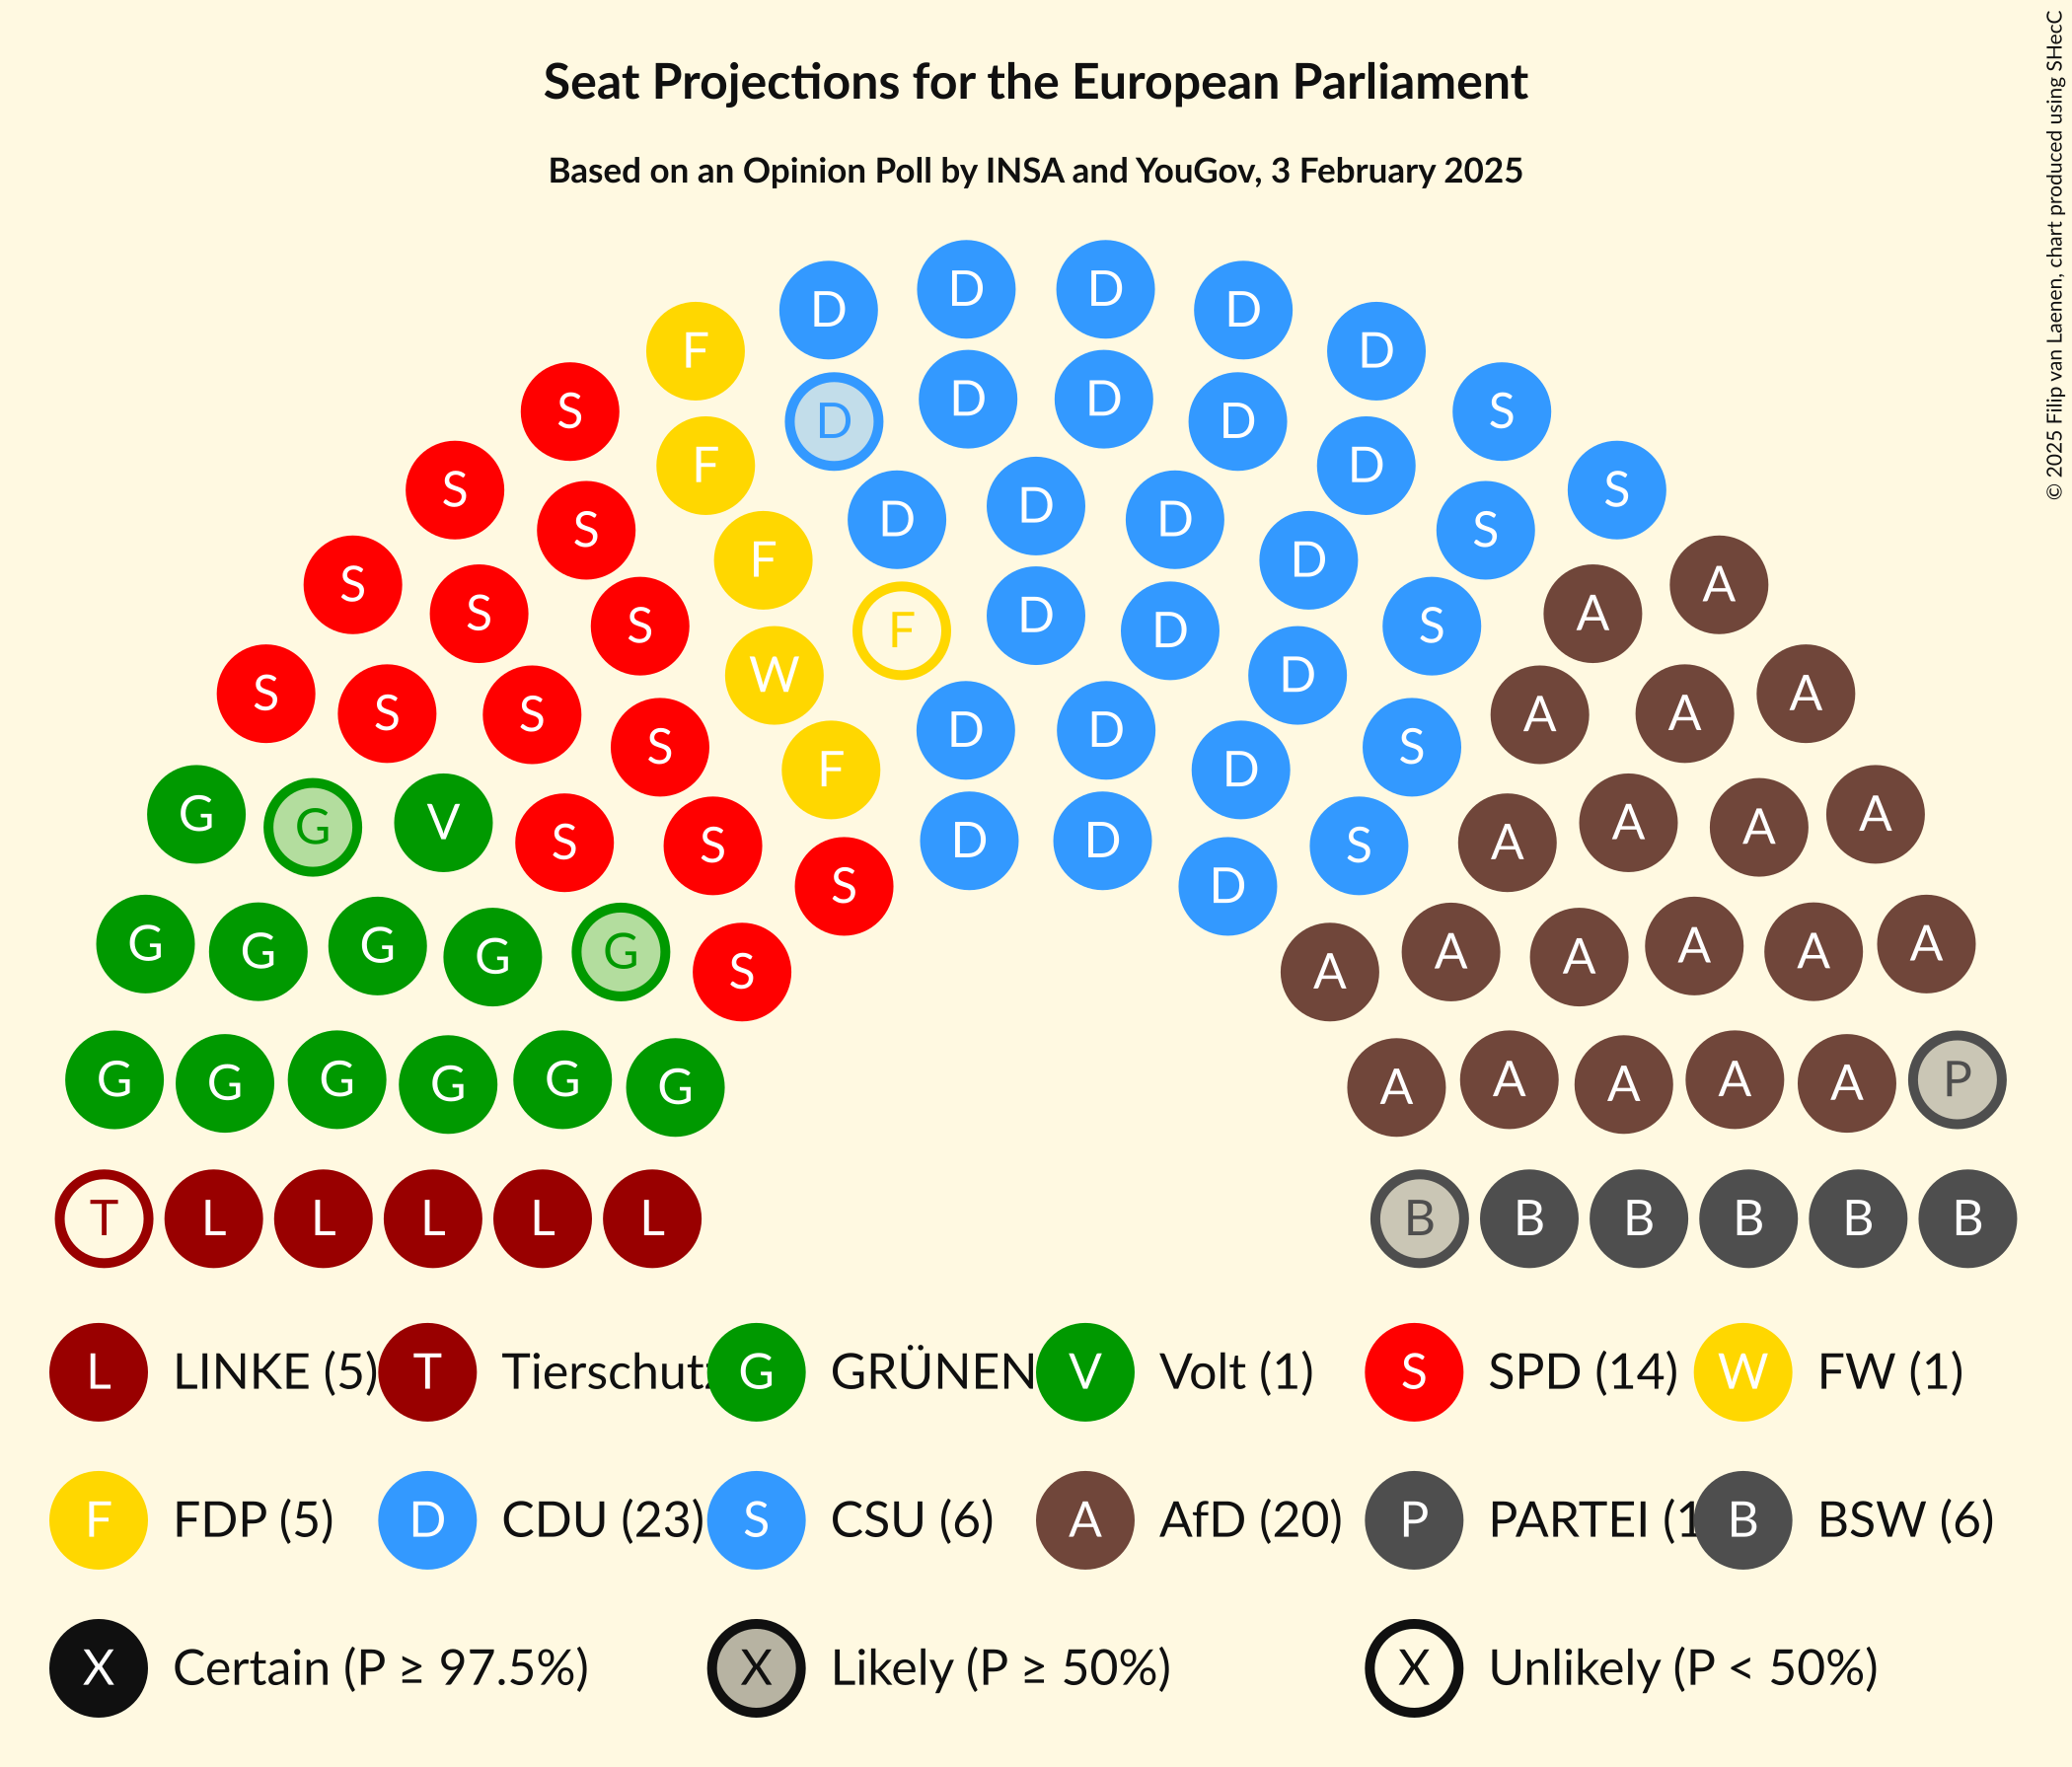 Seat Projections for the European Parliament
Based on an Opinion Poll by INSA and YouGov, 3 February 2025
© 2025 Filip van Laenen, chart produced using SHecC
D D D D
F D
S D D D D S
S F D S
S D D D S
S F D A A
S S F D S
S W D D D S A
S S S D A A A
S D D S
G F D A
G V S S D D S A A A A
S D
G G G G G S A A A A A A
G G G G G G A A A A A P
T L L L L L B B B B B B
L LINKE (5) T Tierschutz G GRÜNEN V Volt (1) S SPD (14) W FW (1)
F FDP (5) D CDU (23) S CSU (6) A AfD (20) P PARTEI (1 B BSW (6)
X Certain (P ≥ 97.5%) X Likely (P ≥ 50%) X Unlikely (P < 50%)